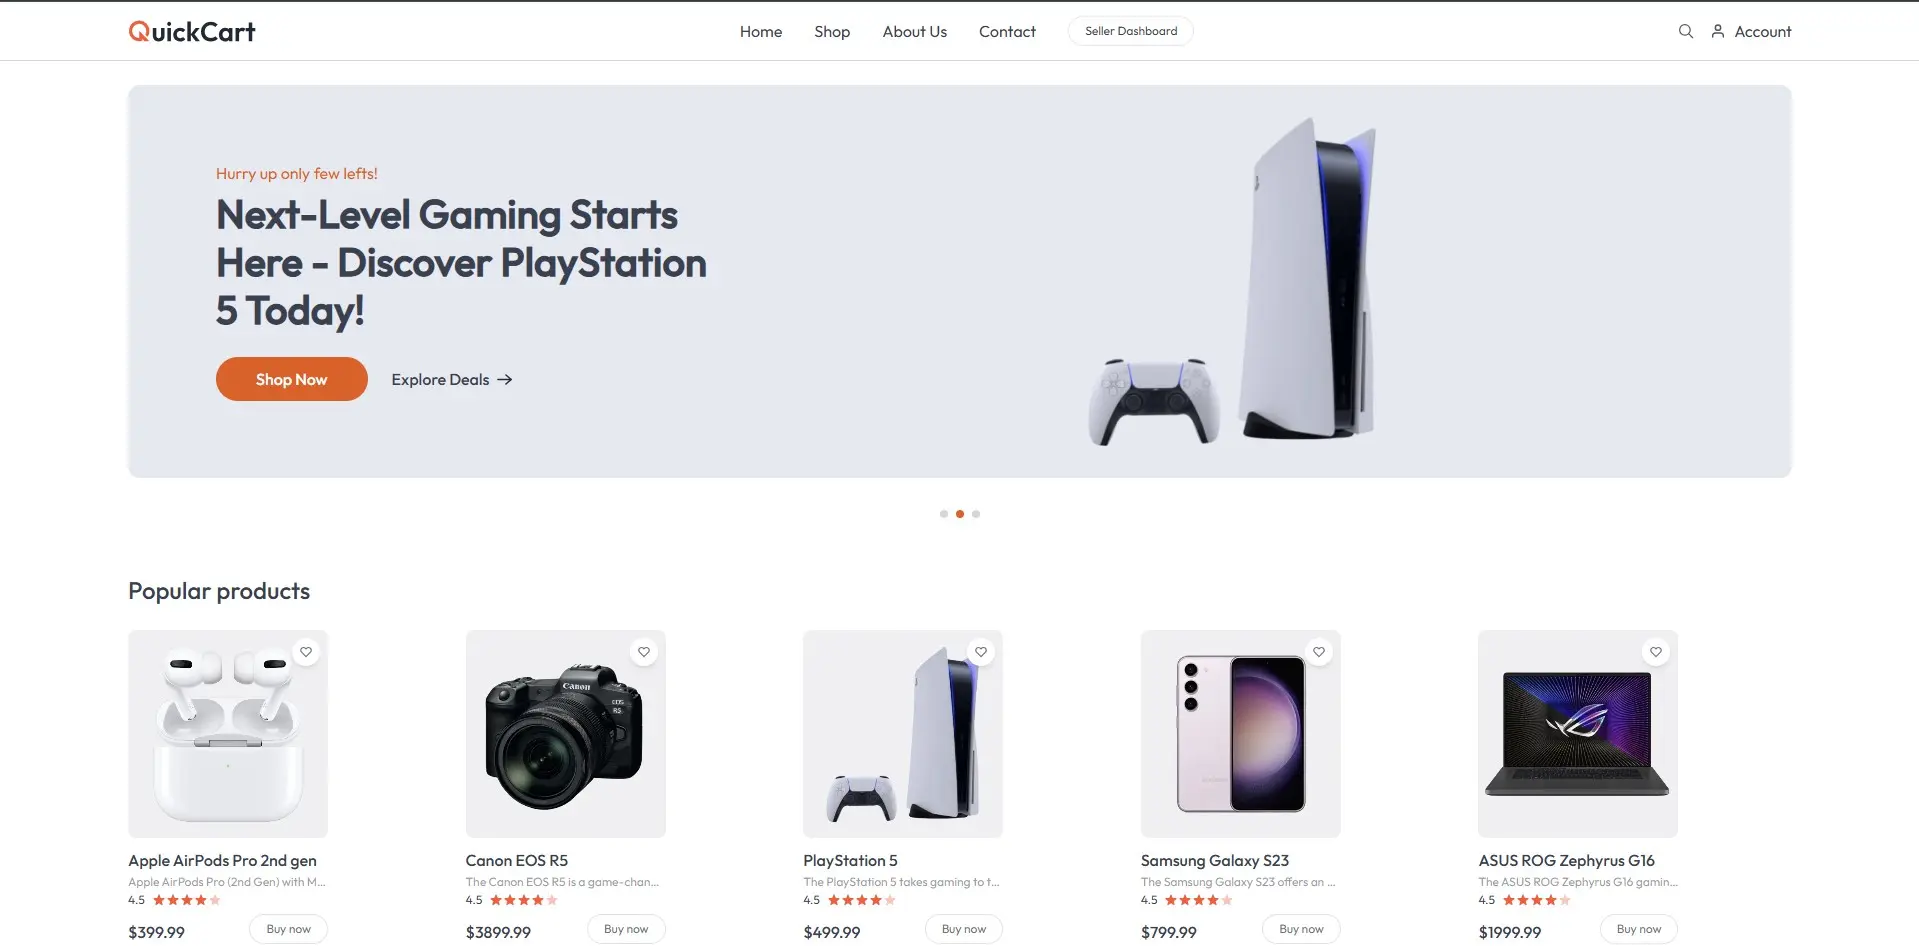 QuickCart
Home
Shop
About Us
Contact
Seller Dashboard
Account
Hurry up only few lefts!
Next-Level Gaming Starts
Here - Discover PlayStation
5 Today!
Shop Now
Explore Deals
Popular products
Canon
EOS
R5
Apple AirPods Pro 2nd gen
Apple AirPods Pro (2nd Gen) with M...
4.5
$399.99
Buy now
Canon EOS R5
The Canon EOS R5 is a game-chan...
4.5
$3899.99
Buy now
PlayStation 5
The PlayStation 5 takes gaming to t...
4.5
$499.99
Buy now
Samsung Galaxy S23
The Samsung Galaxy S23 offers an ...
4.5
$799.99
Buy now
ASUS ROG Zephyrus G16
The ASUS ROG Zephyrus G16 gamin...
4.5
$1999.99
Buy now